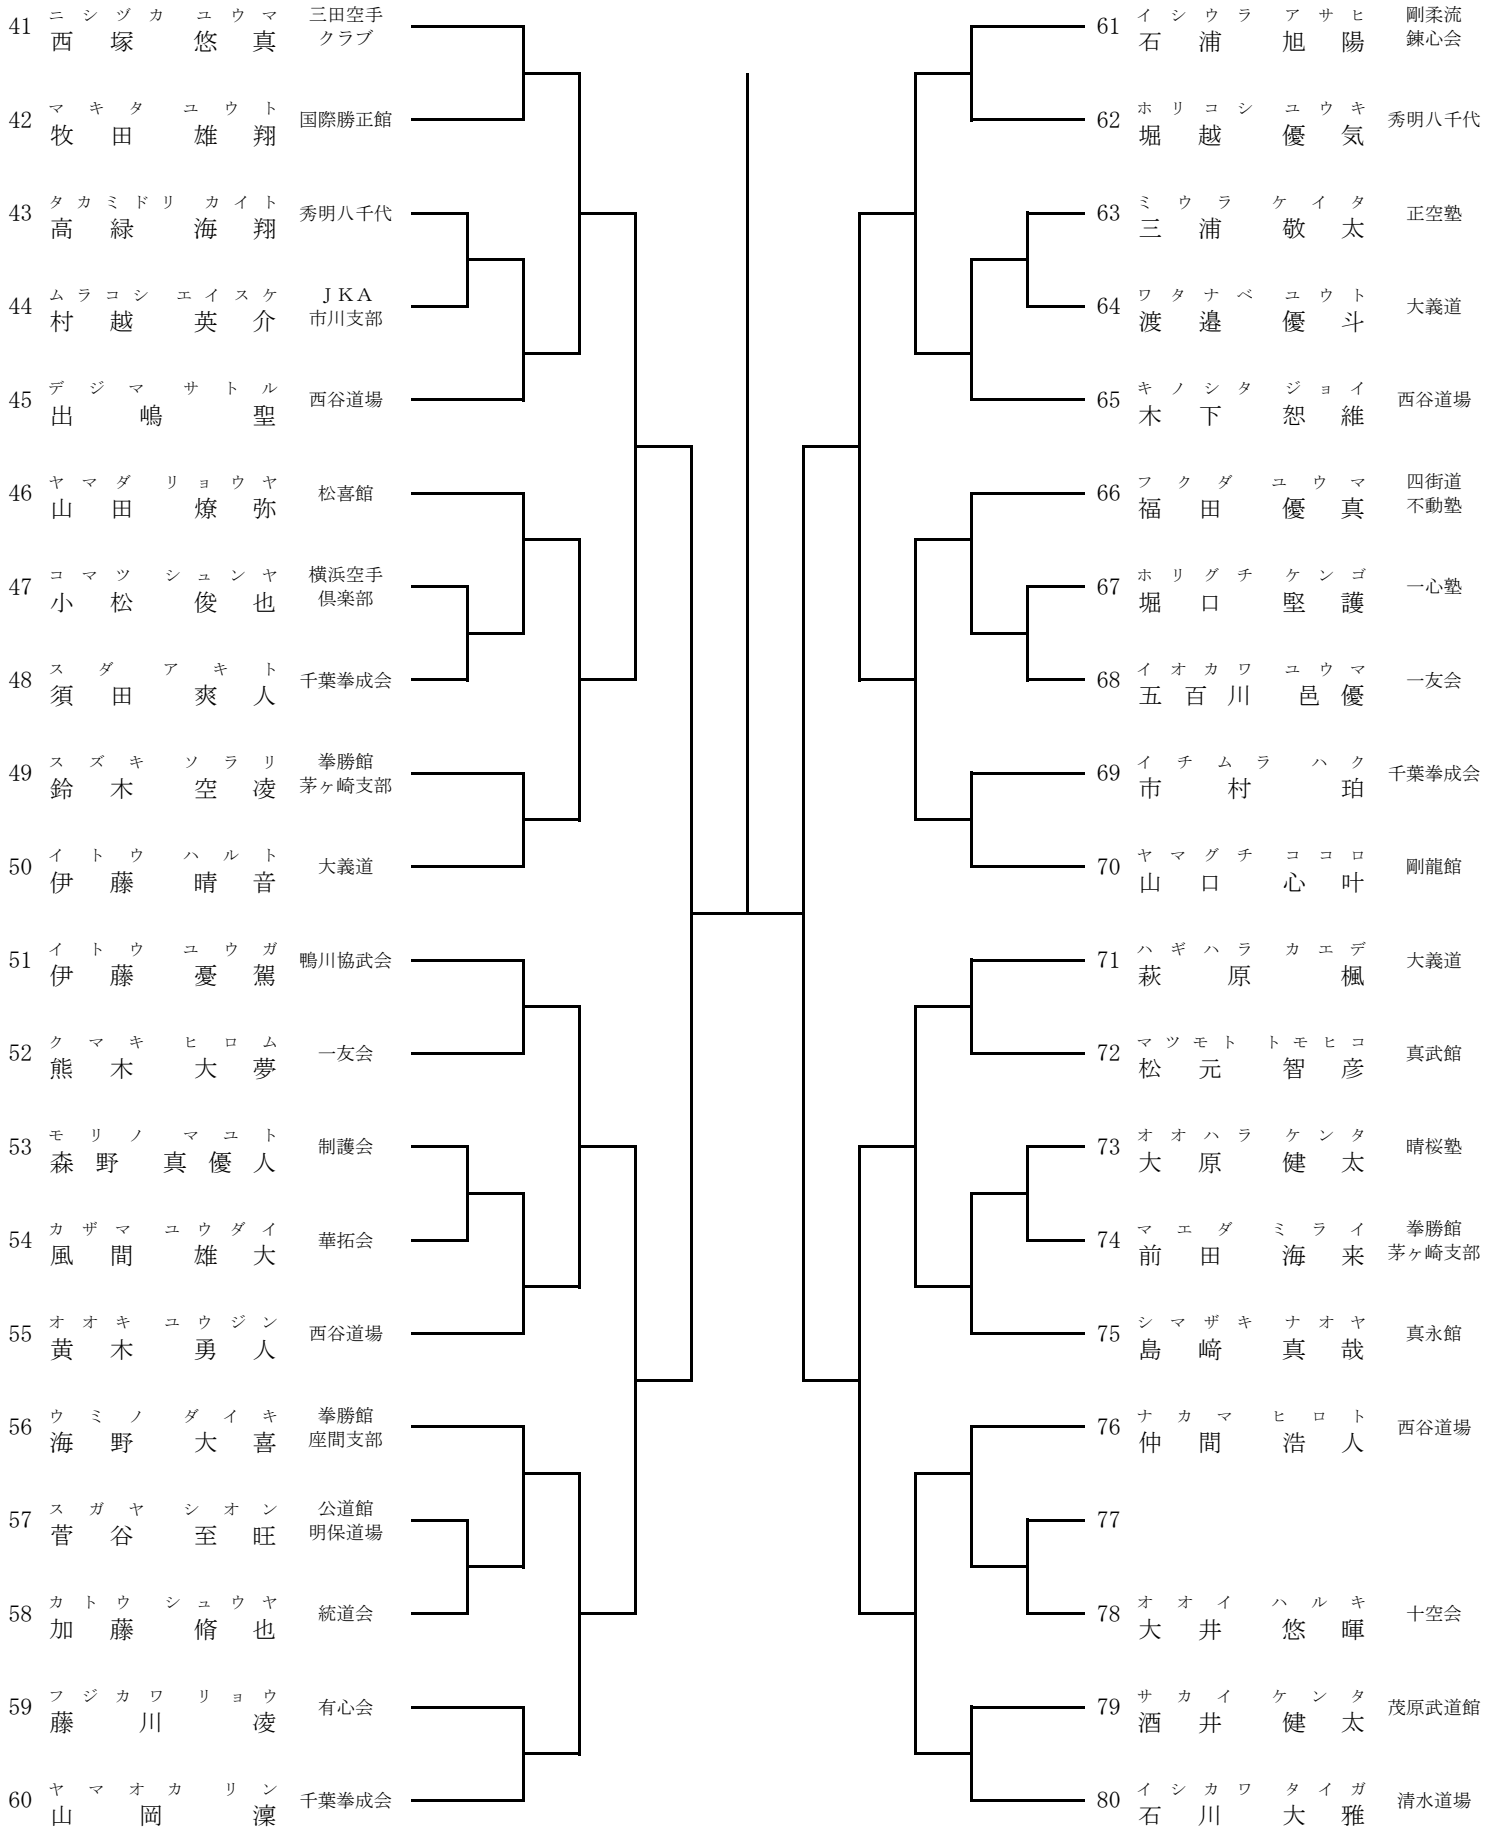 41 ニシヅカ ユウマ 三田空手
西塚 悠真 クラブ
42 マキタ ユウト 国際勝正館
牧田 雄翔
43 タカミドリ カイト 秀明八千代
高緑 海翔
44 ムラコシ エイスケ ＪＫＡ
村越 英介 市川支部
45 デジマ サトル 西谷道場
出嶋 聖
46 ヤマダ リョウヤ 松喜館
山田 燎弥
47 コマツ シュンヤ 横浜空手
小松 俊也 倶楽部
48 スダ アキト 千葉拳成会
須田 爽人
49 スズキ ソラリ 拳勝館
鈴木 空凌 茅ヶ崎支部
50 イトウ ハルト 大義道
伊藤 晴音
51 イトウ ユウガ 鴨川協武会
伊藤 憂駕
52 クマキ ヒロム 一友会
熊木 大夢
53 モリノ マユト 制護会
森野 真優人
54 カザマ ユウダイ 華拓会
風間 雄大
55 オオキ ユウジン 西谷道場
黄木 勇人
56 ウミノ ダイキ 拳勝館
海野 大喜 座間支部
57 スガヤ シオン 公道館
菅谷 至旺 明保道場
58 カトウ シュウヤ 統道会
加藤 脩也
59 フジカワ リョウ 有心会
藤川 凌
60 ヤマオカ リン 千葉拳成会
山岡 凜
61 イシウラ アサヒ 剛柔流
石浦 旭陽 錬心会
62 ホリコシ ユウキ 秀明八千代
堀越 優気
63 ミウラ ケイタ 正空塾
三浦 敬太
64 ワタナベ ユウト 大義道
渡邉 優斗
65 キノシタ ジョイ 西谷道場
木下 恕維
66 フクダ ユウマ 四街道
福田 優真 不動塾
67 ホリグチ ケンゴ 一心塾
堀口 堅護
68 イオカワ ユウマ 一友会
五百川 邑優
69 イチムラ ハク 千葉拳成会
市村 珀
70 ヤマグチ ココロ 剛龍館
山口 心叶
71 ハギハラ カエデ 大義道
萩原 楓
72 マツモト トモヒコ 真武館
松元 智彦
73 オオハラ ケンタ 晴桜塾
大原 健太
74 マエダ ミライ 拳勝館
前田 海来 茅ヶ崎支部
75 シマザキ ナオヤ 真永館
島﨑 真哉
76 ナカマ ヒロト 西谷道場
仲間 浩人
77
78 オオイ ハルキ 十空会
大井 悠暉
79 サカイ ケンタ 茂原武道館
酒井 健太
80 イシカワ タイガ 清水道場
石川 大雅